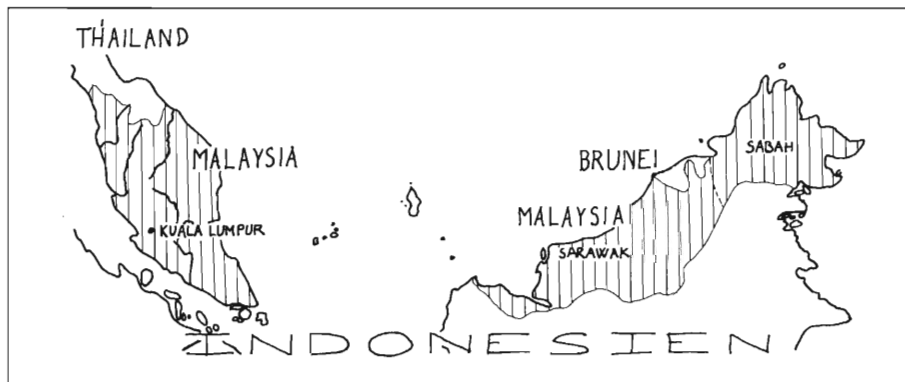 THAILAND
MALAYSIA
BRUNEI
SABAH
MALAYSIA
KUALA LUMPUR
SARAWAK
INDONESIEN